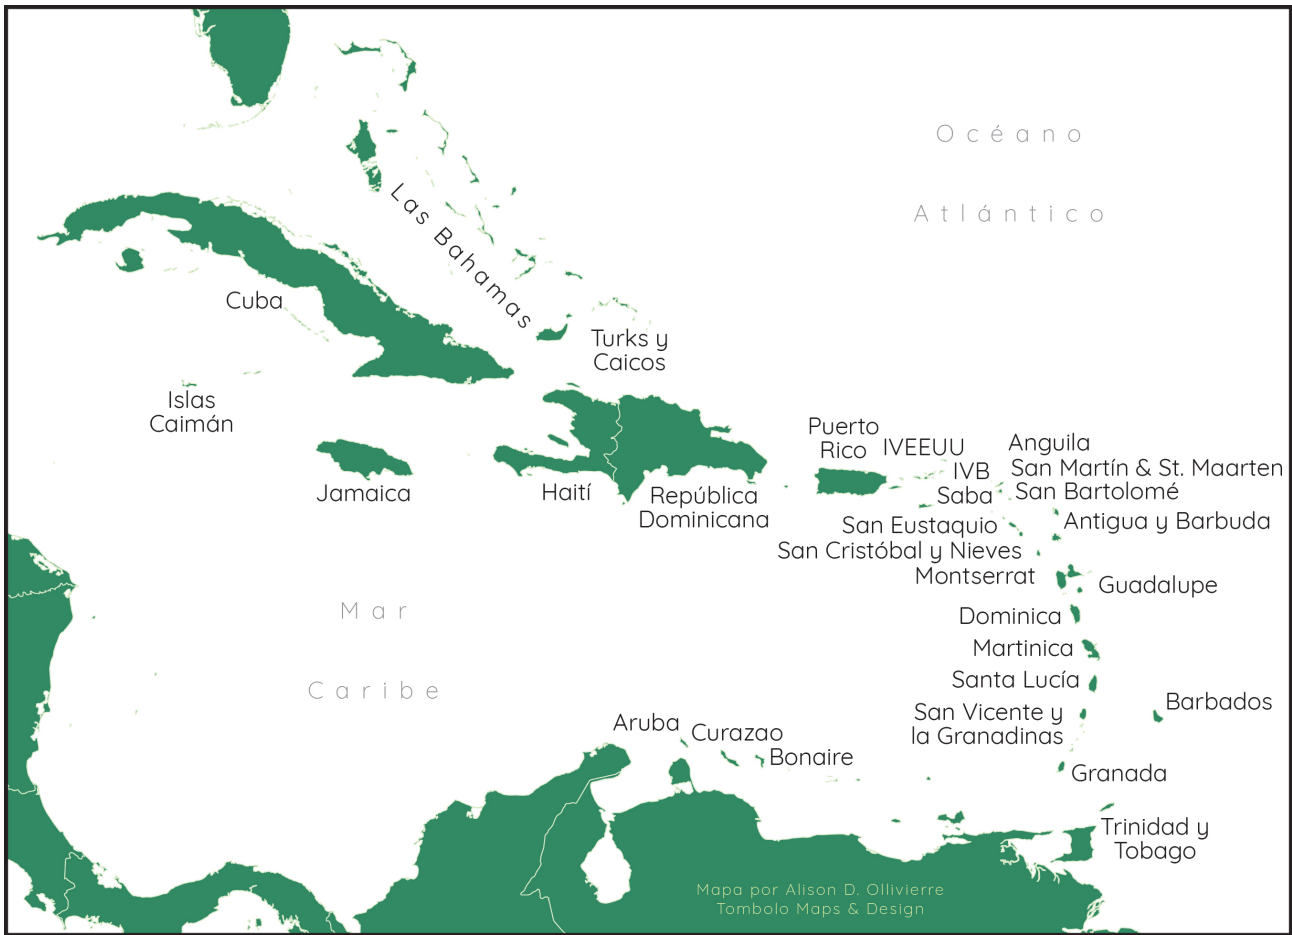 Océano
Atlántico
Las Bahamas
Cuba
Turks y
Caicos
Islas
Caimán
Jamaica
Haití
República
Dominicana
Puerto
Rico
IVEEUU
IVB
Saba
Anguila
San Martín & St. Maarten
San Bartolomé
Antigua y Barbuda
San Eustaquio
San Cristóbal y Nieves
Montserrat
Guadalupe
Dominica
Martinica
Santa Lucía
San Vicente y
la Granadinas
Barbados
Granada
Mar
Caribe
Aruba
Curazao
Bonaire
Trinidad y
Tobago
Mapa por Alison D. Ollivierre
Tombolo Maps & Design